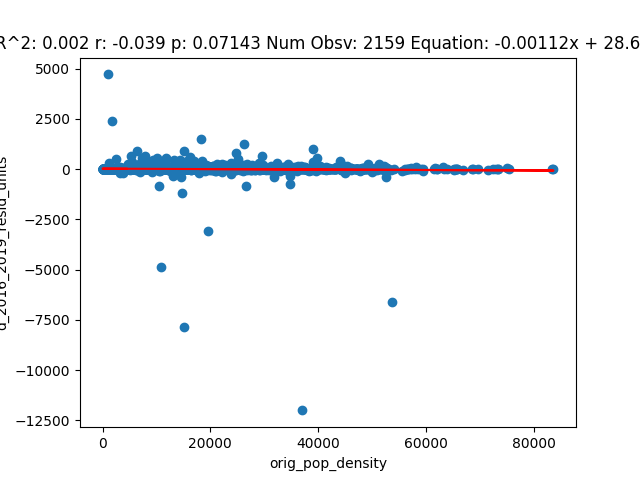 R^2: 0.002 r: -0.039 p: 0.07143 Num Obsv: 2159 Equation: -0.00112x + 28.6
5000
2500
0
−2500
−5000
−7500
−10000
−12500
d_2016_2019_resid_units
0 20000 40000 60000 80000
orig_pop_density